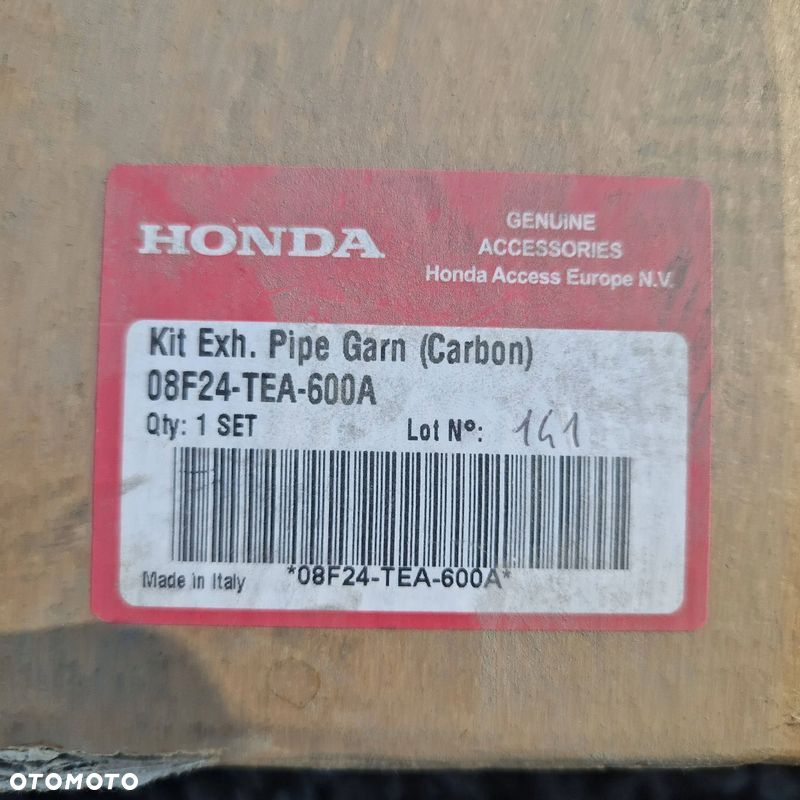 HONDA
GENUINE
ACCESSORIES
Honda Access Europe N.V.
Kit Exh. Pipe Garn (Carbon)
08F24-TEA-600A
Qty: 1 SET Lot Nº: 141
*08F24-TEA-600A*
Made in Italy
OTOMOTO